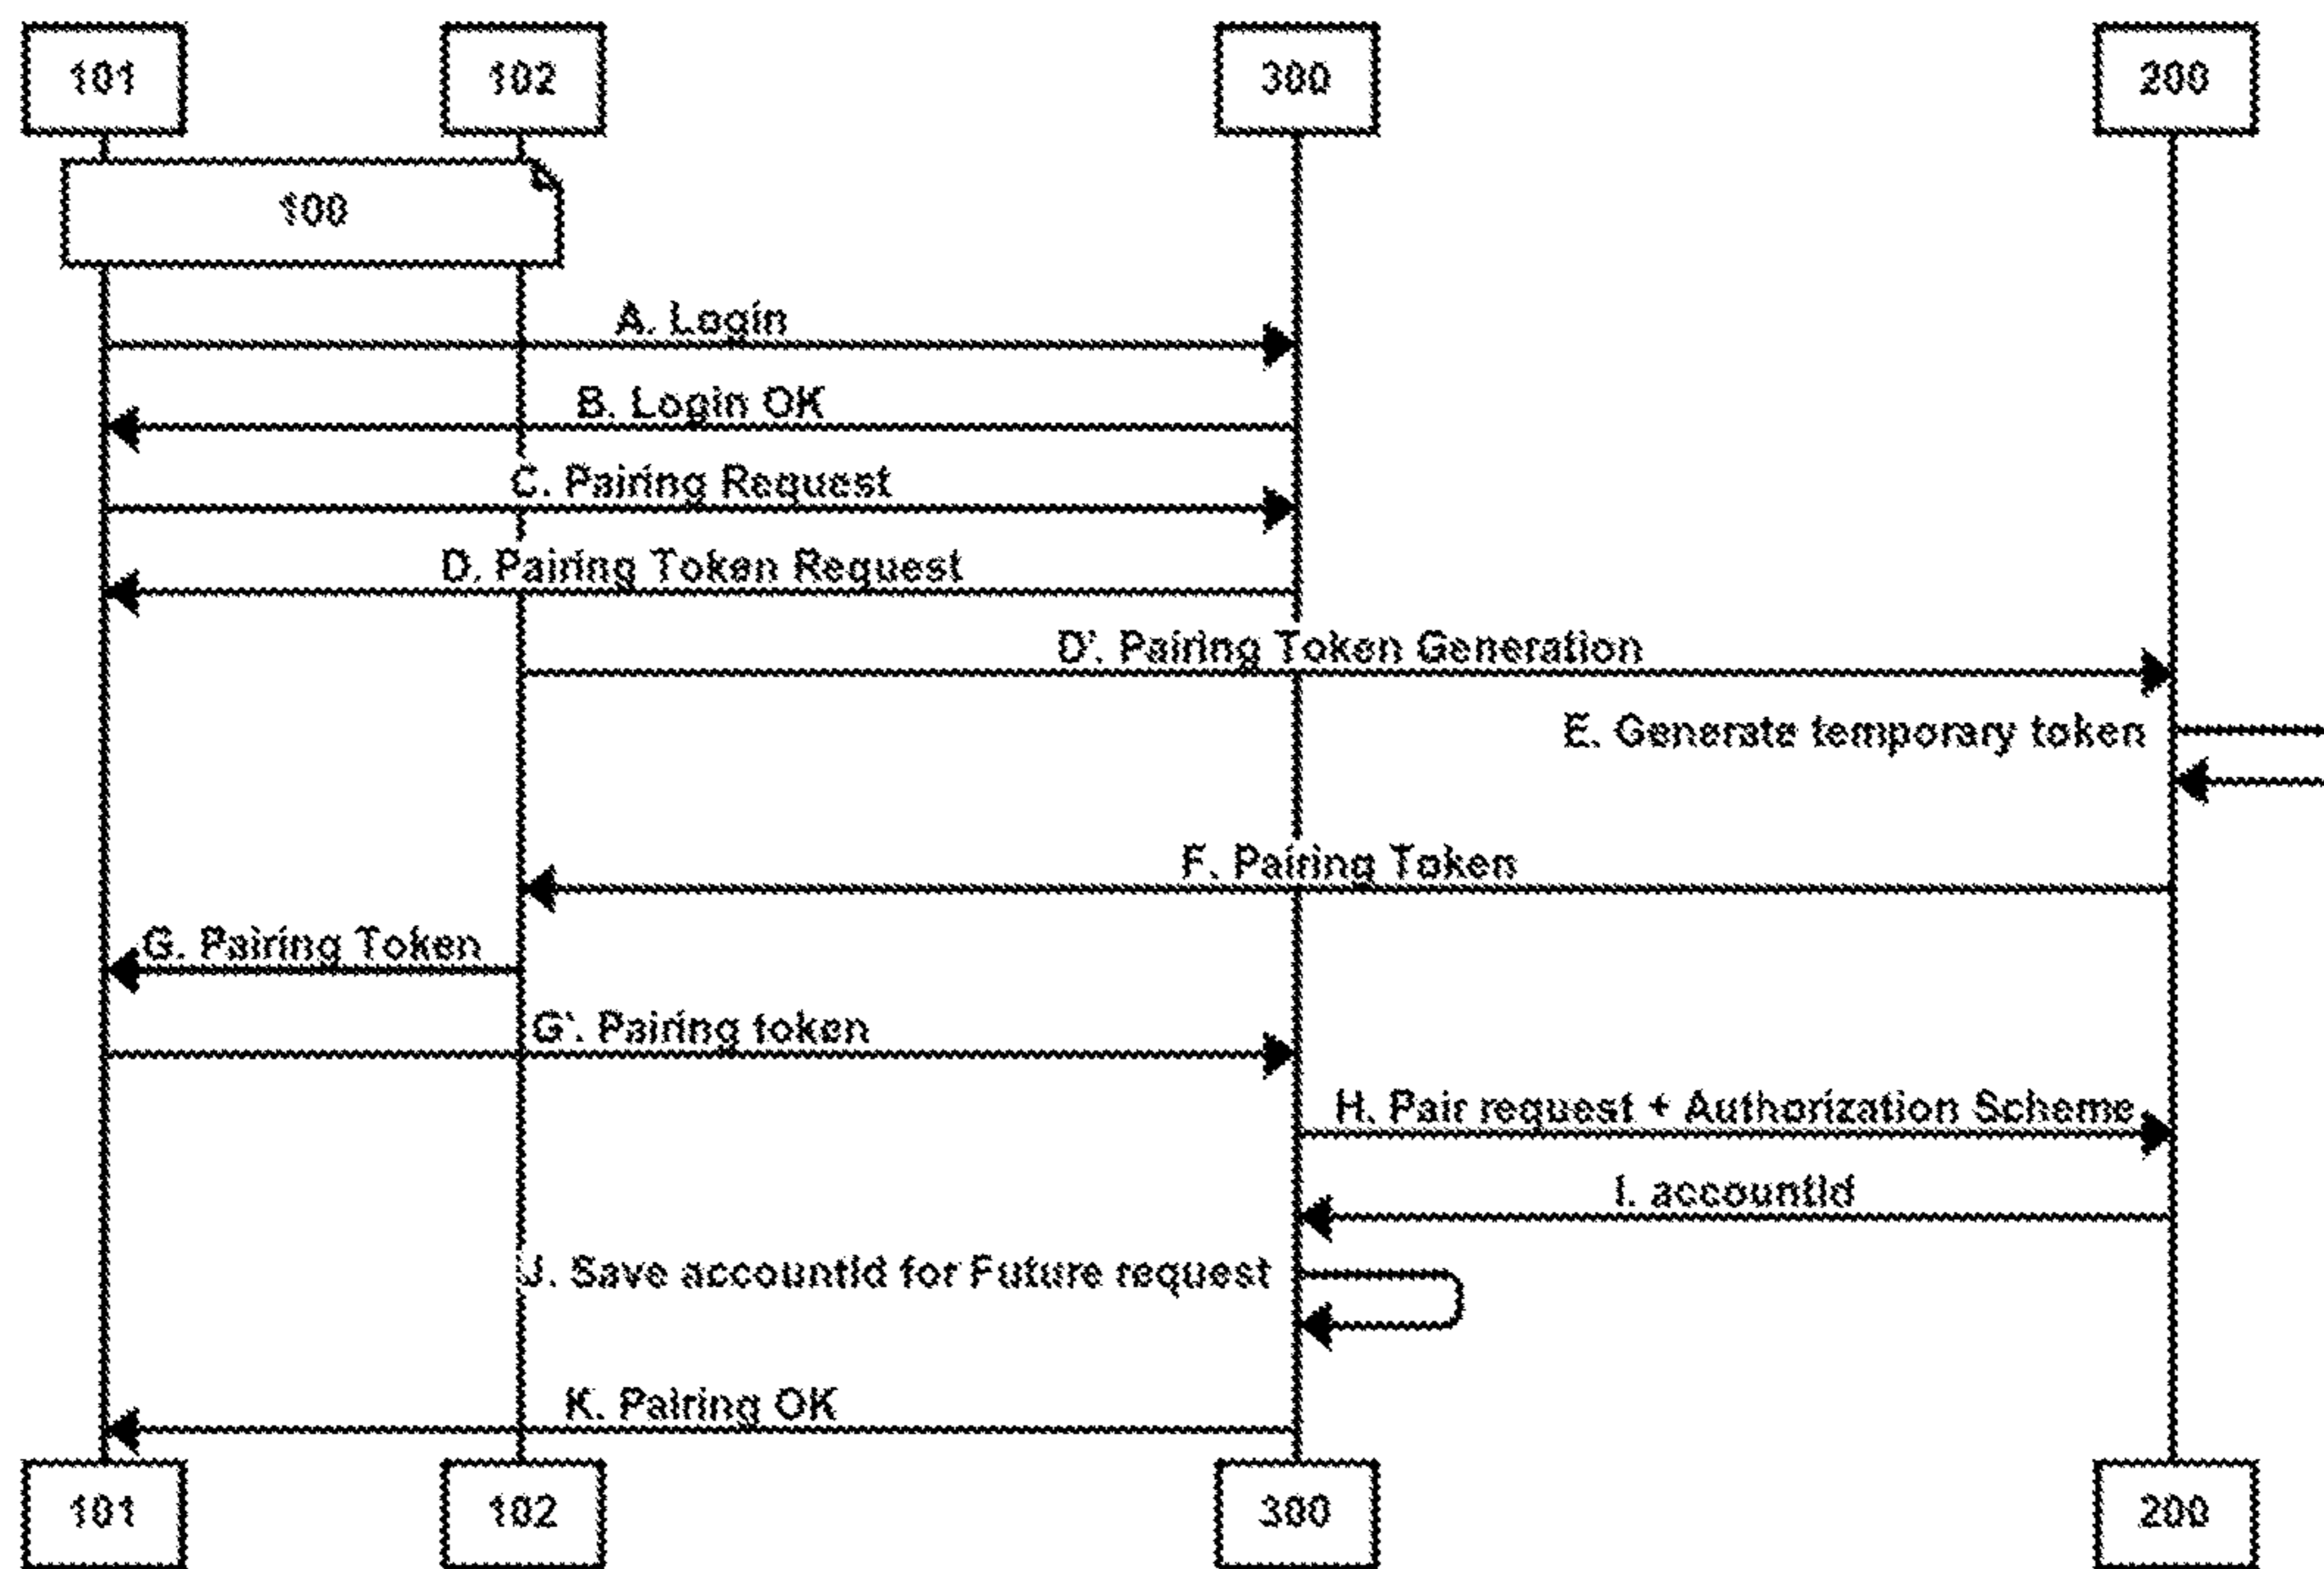 101 102 300 200
100
A. Login
B. Login OK
C. Pairing Request
D. Pairing Token Request
D'. Pairing Token Generation
E. Generate temporary token
F. Pairing Token
G. Pairing Token
G'. Pairing token
H. Pair request + Authorization Scheme
I. accountId
J. Save accountId for Future request
K. Pairing OK
101 102 300 200